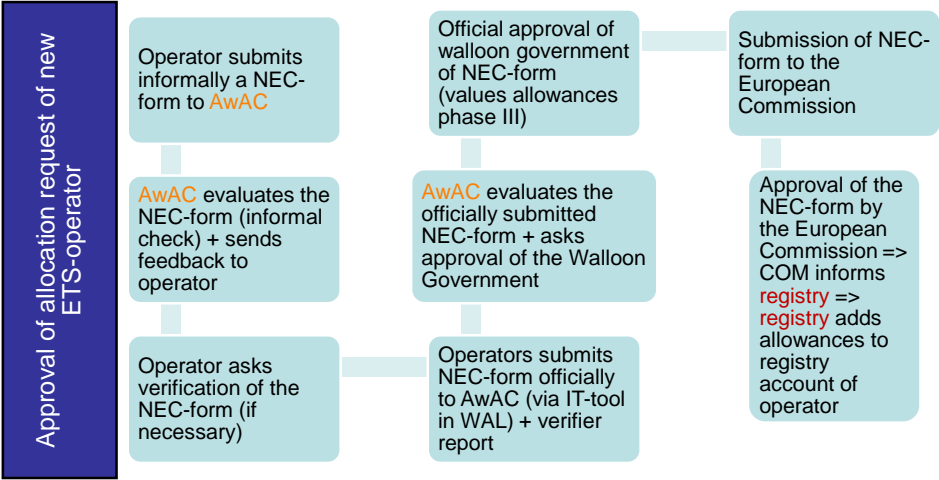 Approval of allocation request of new
ETS-operator
Operator submits
informally a NEC-
form to AwAC
AwAC evaluates the
NEC-form (informal
check) + sends
feedback to
operator
Operator asks
verification of the
NEC-form (if
necessary)
Operators submits
NEC-form officially
to AwAC (via IT-tool
in WAL) + verifier
report
AwAC evaluates the
officially submitted
NEC-form + asks
approval of the Walloon
Government
Official approval of
walloon government
of NEC-form
(values allowances
phase III)
Submission of NEC-
form to the
European
Commission
Approval of the
NEC-form by
the European
Commission =>
COM informs
registry =>
registry adds
allowances to
registry
account of
operator